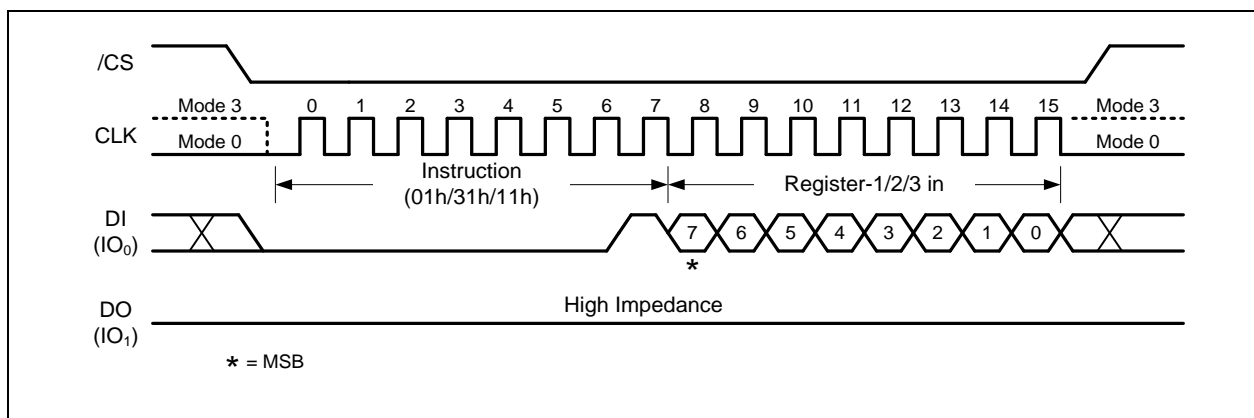 /CS
Mode 3 0 1 2 3 4 5 6 7 8 9 10 11 12 13 14 15 Mode 3
CLK
Mode 0 Mode 0
Instruction
(01h/31h/11h)
Register-1/2/3 in
DI
(IO₀)
7 6 5 4 3 2 1 0
*
High Impedance
DO
(IO₁)
* = MSB